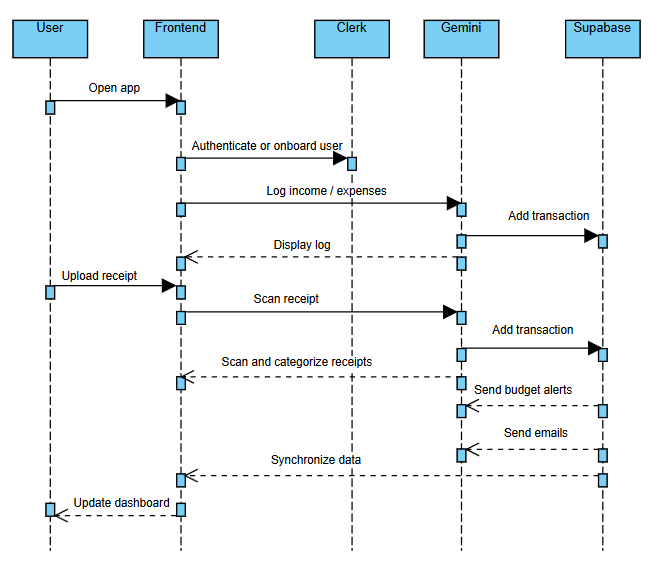 User
Frontend
Clerk
Gemini
Supabase
Open app
Authenticate or onboard user
Log income / expenses
Add transaction
Display log
Upload receipt
Scan receipt
Add transaction
Scan and categorize receipts
Send budget alerts
Send emails
Synchronize data
Update dashboard